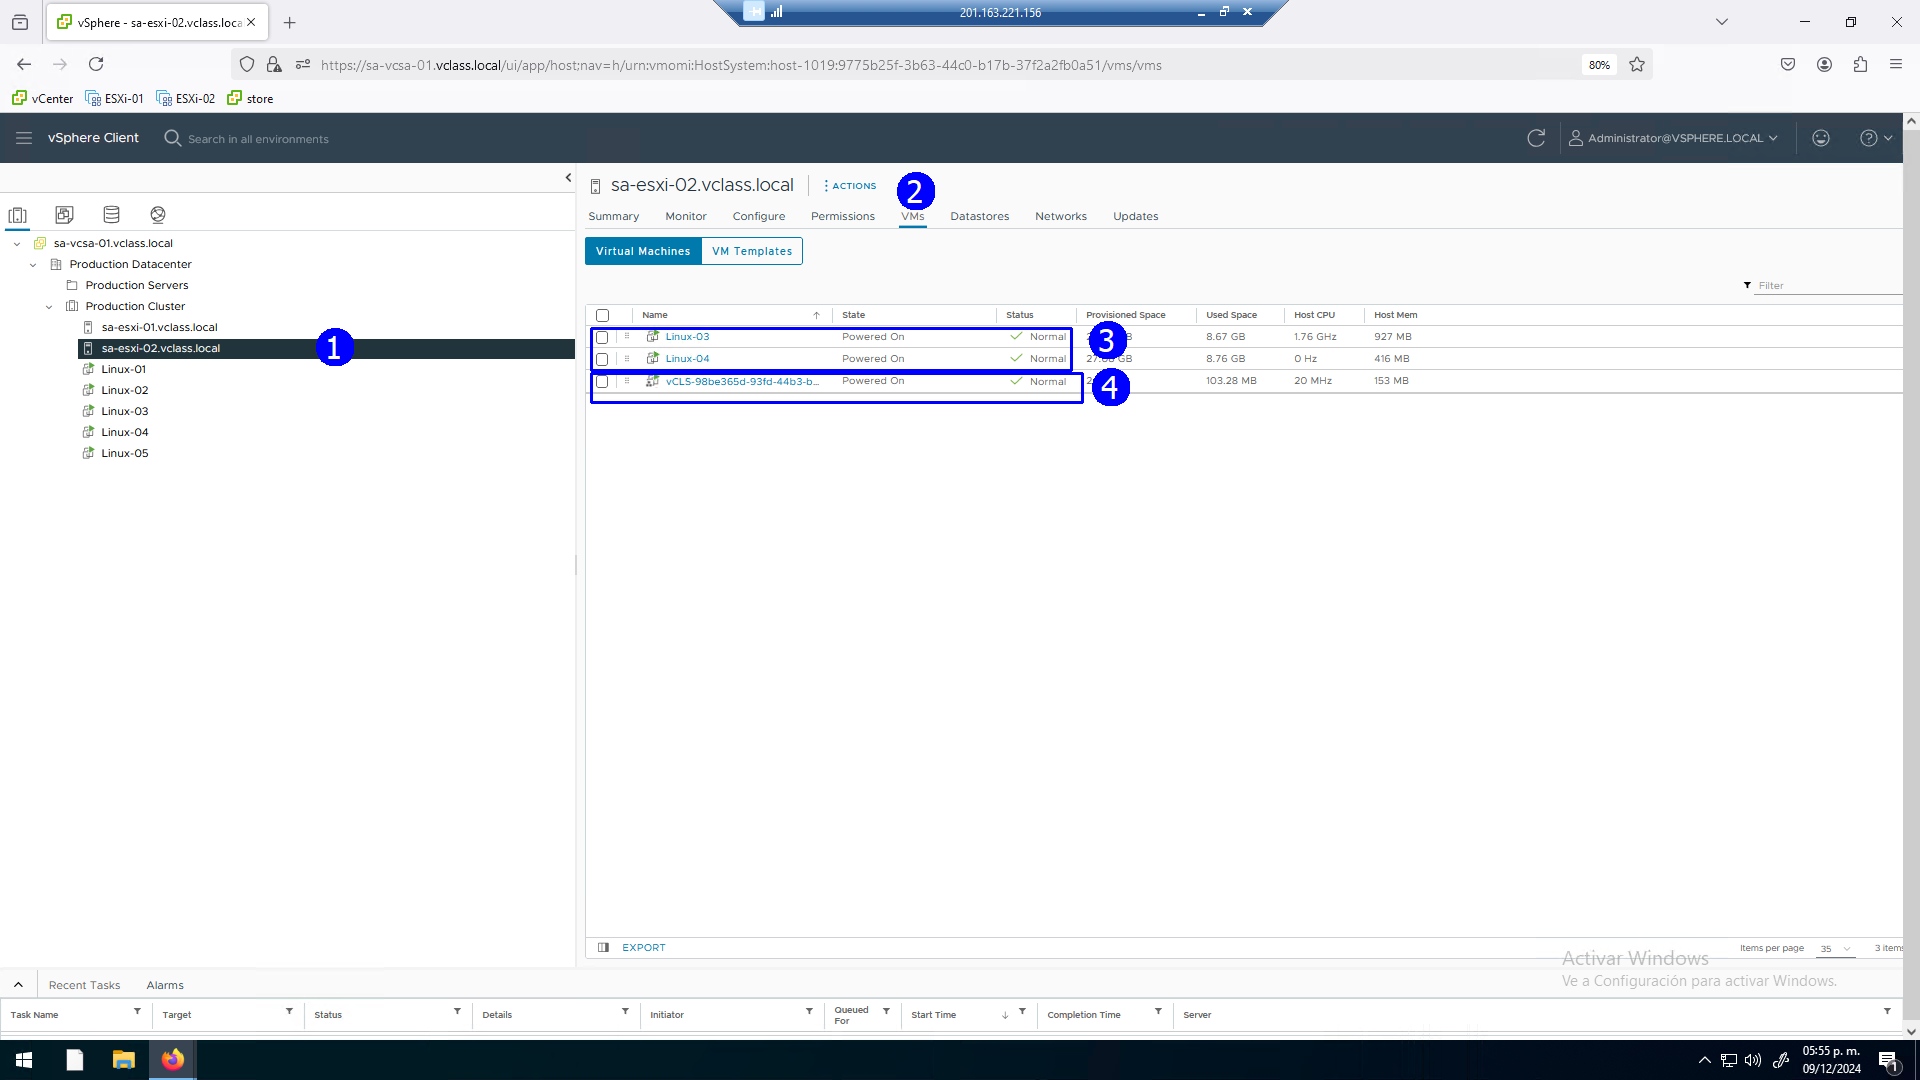 vSphere - sa-esxi-02.vclass.loca
201.163.221.156
https://sa-vcsa-01.vclass.local/ui/app/host;nav=h/urn:vmomi:HostSystem:host-1019:9775b25f-3b63-44c0-b17b-37f2a2fb0a51/vms/vms
80%
vCenter ESXi-01 ESXi-02 store
vSphere Client Search in all environments Administrator@VSPHERE.LOCAL
sa-esxi-02.vclass.local ACTIONS 2
Summary Monitor Configure Permissions VMs Datastores Networks Updates
Virtual Machines VM Templates
Filter
sa-vcsa-01.vclass.local
Production Datacenter
Production Servers
Production Cluster
sa-esxi-01.vclass.local
sa-esxi-02.vclass.local 1
Linux-01
Linux-02
Linux-03
Linux-04
Linux-05
Name State Status Provisioned Space Used Space Host CPU Host Mem
Linux-03 Powered On Normal 3 8.67 GB 1.76 GHz 927 MB
Linux-04 Powered On Normal GB 8.76 GB 0 Hz 416 MB
vCLS-98be365d-93fd-44b3-b... Powered On Normal 4 103.28 MB 20 MHz 153 MB
EXPORT Items per page 35 3 items
Activar Windows
Ve a Configuración para activar Windows.
Recent Tasks Alarms
Task Name Target Status Details Initiator Queued For Start Time Completion Time Server
05:55 p. m.
09/12/2024
1